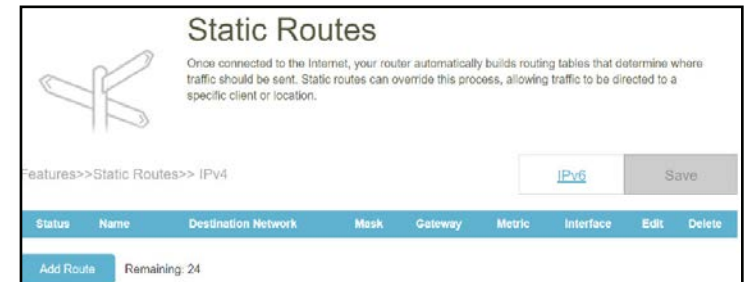 Static Routes
Once connected to the Internet, your router automatically builds routing tables that determine where
traffic should be sent. Static routes can override this process, allowing traffic to be directed to a
specific client or location.
Features>>Static Routes>> IPv4
IPv6
Save
Status Name Destination Network Mask Gateway Metric Interface Edit Delete
Add Route Remaining: 24